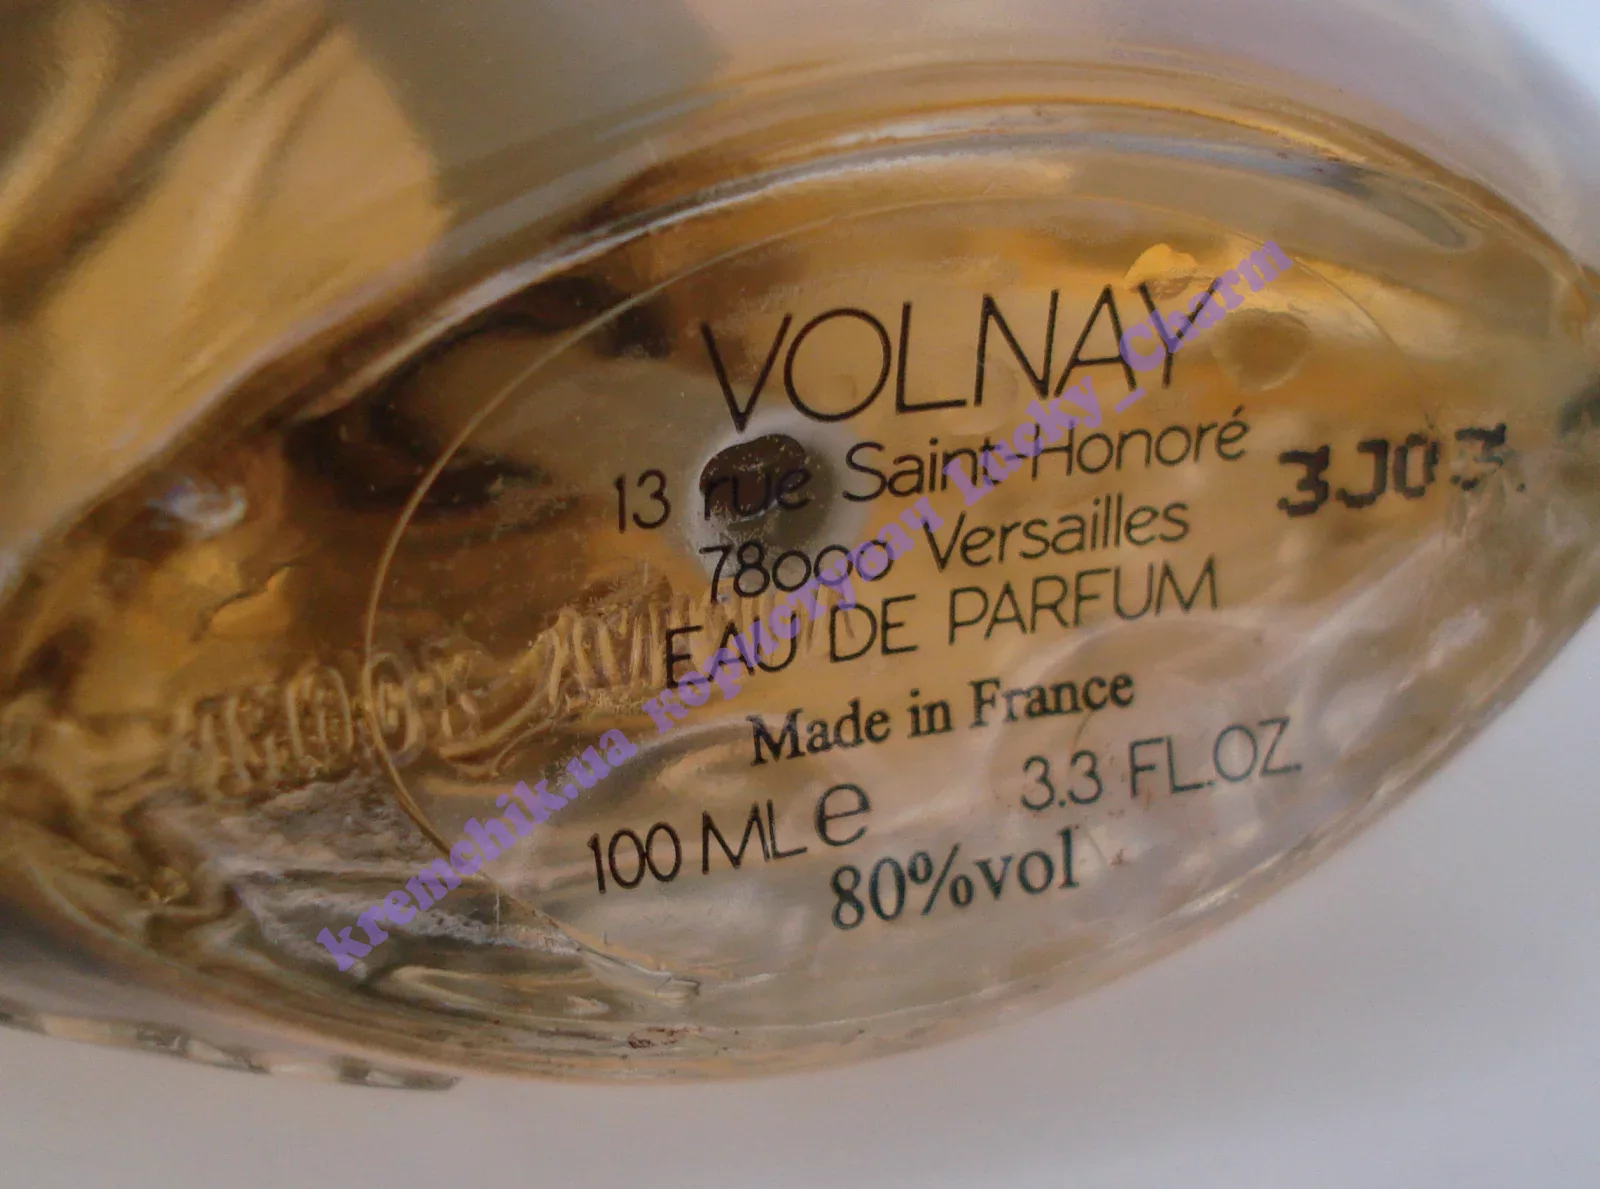 VOLNAY
13 rue Saint-Honoré
3J03
78000 Versailles
EAU DE PARFUM
Made in France
100 ML e 3.3 FL.OZ.
80%vol
kremchik.ua користувач Lucky_Charm